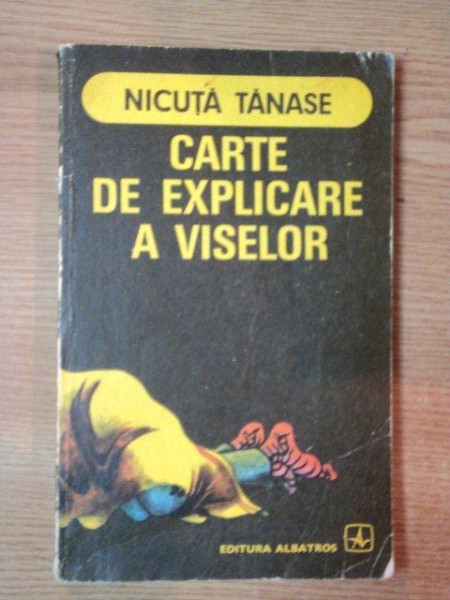 NICUȚĂ TĂNASE
CARTE
DE EXPLICARE
A VISELOR
EDITURA ALBATROS